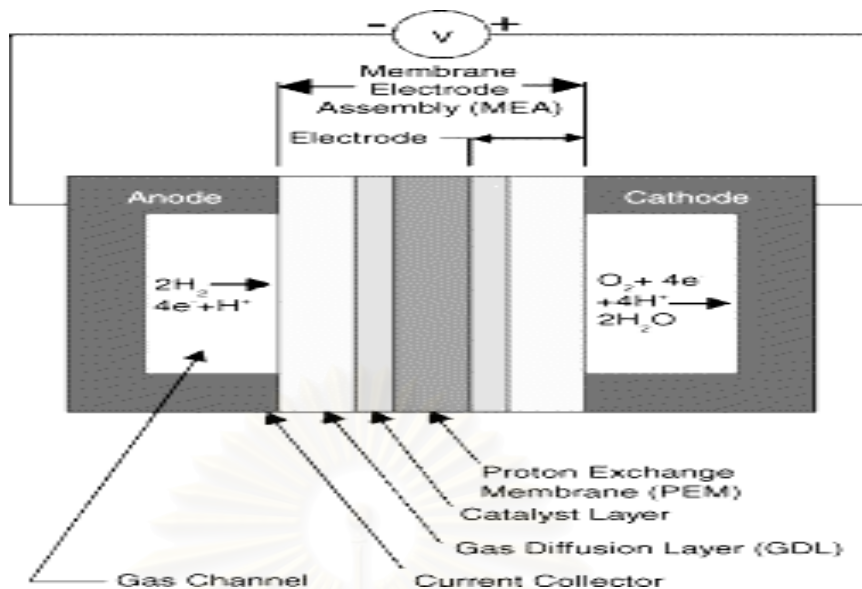 - V +
Membrane
Electrode
Assembly (MEA)
Electrode
Anode
Cathode
2H₂
4e⁻+H⁺
O₂+ 4e⁻
+4H⁺
2H₂O
Proton Exchange
Membrane (PEM)
Catalyst Layer
Gas Diffusion Layer (GDL)
Gas Channel
Current Collector